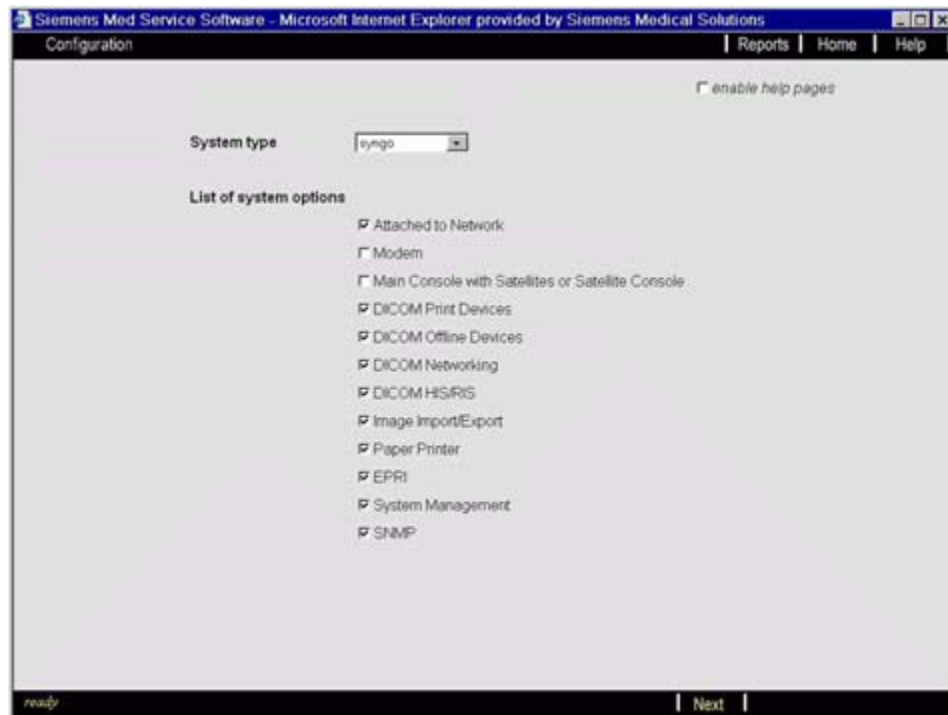 Siemens Med Service Software - Microsoft Internet Explorer provided by Siemens Medical Solutions
Configuration
Reports
Home
Help
enable help pages
System type
syngo
List of system options
Attached to Network
Modem
Main Console with Satellites or Satellite Console
DICOM Print Devices
DICOM Offline Devices
DICOM Networking
DICOM HIS/RIS
Image Import/Export
Paper Printer
EPRI
System Management
SNMP
ready
Next